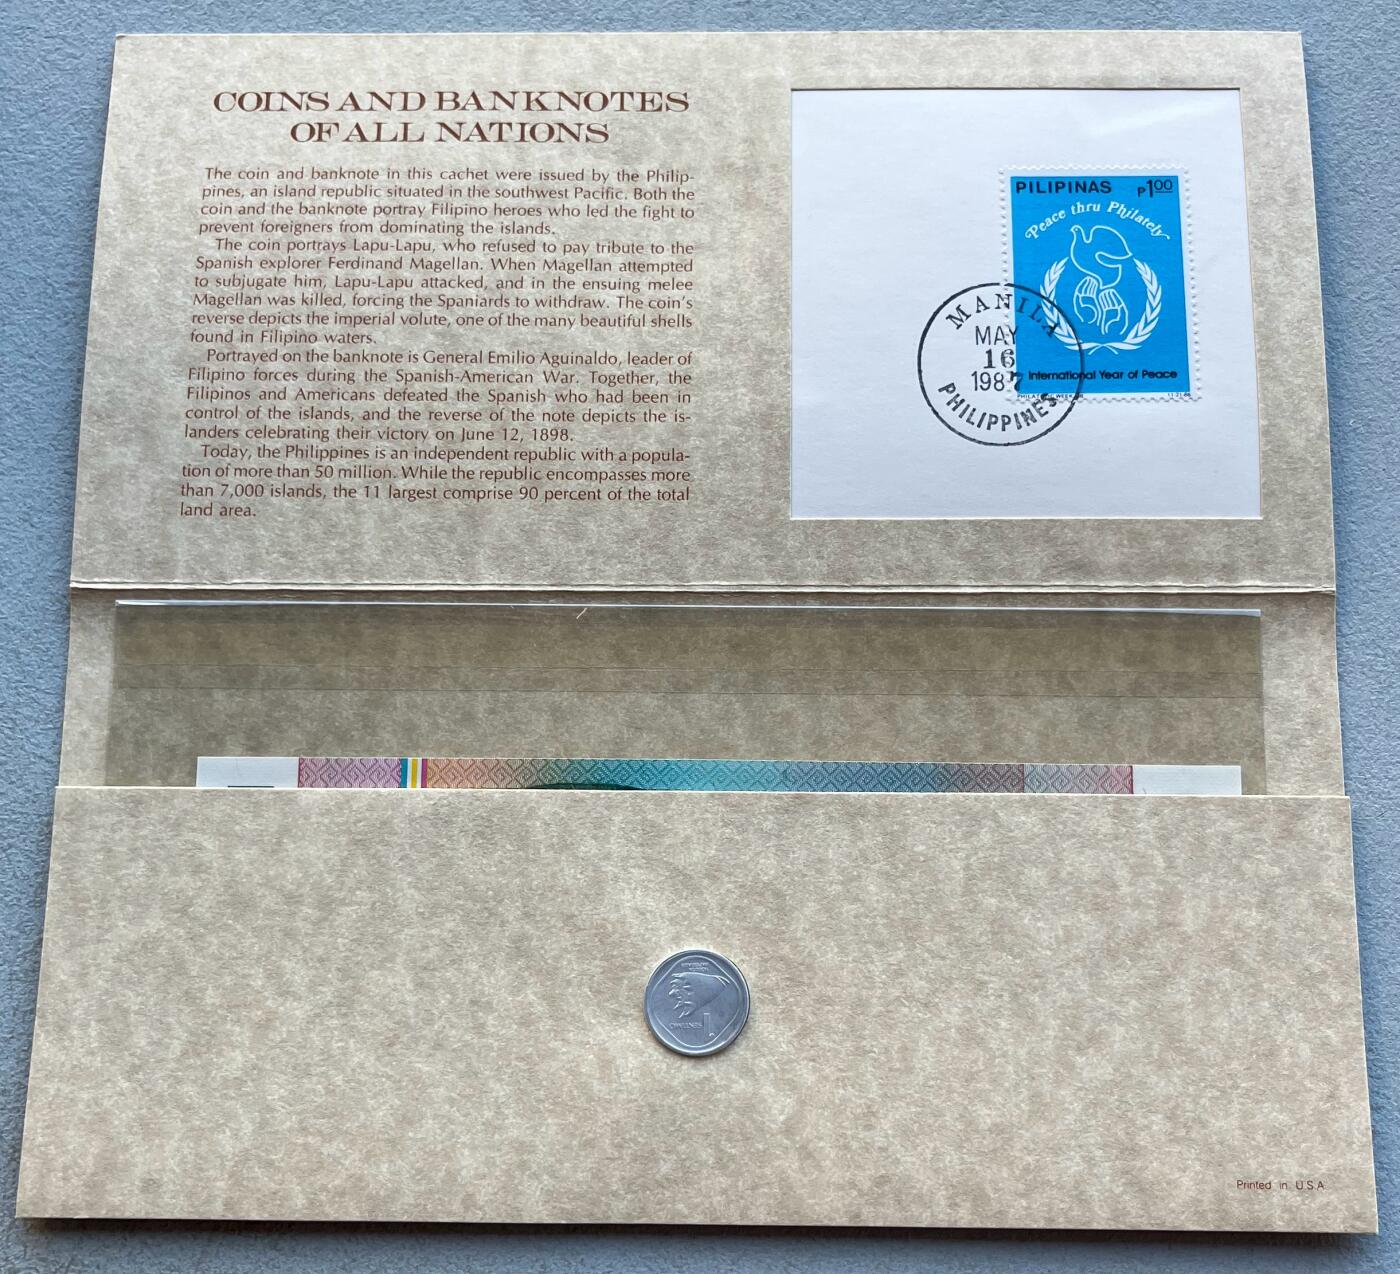 COINS AND BANKNOTES
OF ALL NATIONS
The coin and banknote in this cachet were issued by the Philip-
pines, an island republic situated in the southwest Pacific. Both the
coin and the banknote portray Filipino heroes who led the fight to
prevent foreigners from dominating the islands.
The coin portrays Lapu-Lapu, who refused to pay tribute to the
Spanish explorer Ferdinand Magellan. When Magellan attempted
to subjugate him, Lapu-Lapu attacked, and in the ensuing melee
Magellan was killed, forcing the Spaniards to withdraw. The coin's
reverse depicts the imperial volute, one of the many beautiful shells
found in Filipino waters.
Portrayed on the banknote is General Emilio Aguinaldo, leader of
Filipino forces during the Spanish-American War. Together, the
Filipinos and Americans defeated the Spanish who had been in
control of the islands, and the reverse of the note depicts the is-
landers celebrating their victory on June 12, 1898.
Today, the Philippines is an independent republic with a popula-
tion of more than 50 million. While the republic encompasses more
than 7,000 islands, the 11 largest comprise 90 percent of the total
land area.
PILIPINAS P1.00
Peace thru Philately
International Year of Peace
11-21-86
MANILA
MAY
16
1987
PHILIPPINES
1
SENTIMO
Printed in U.S.A